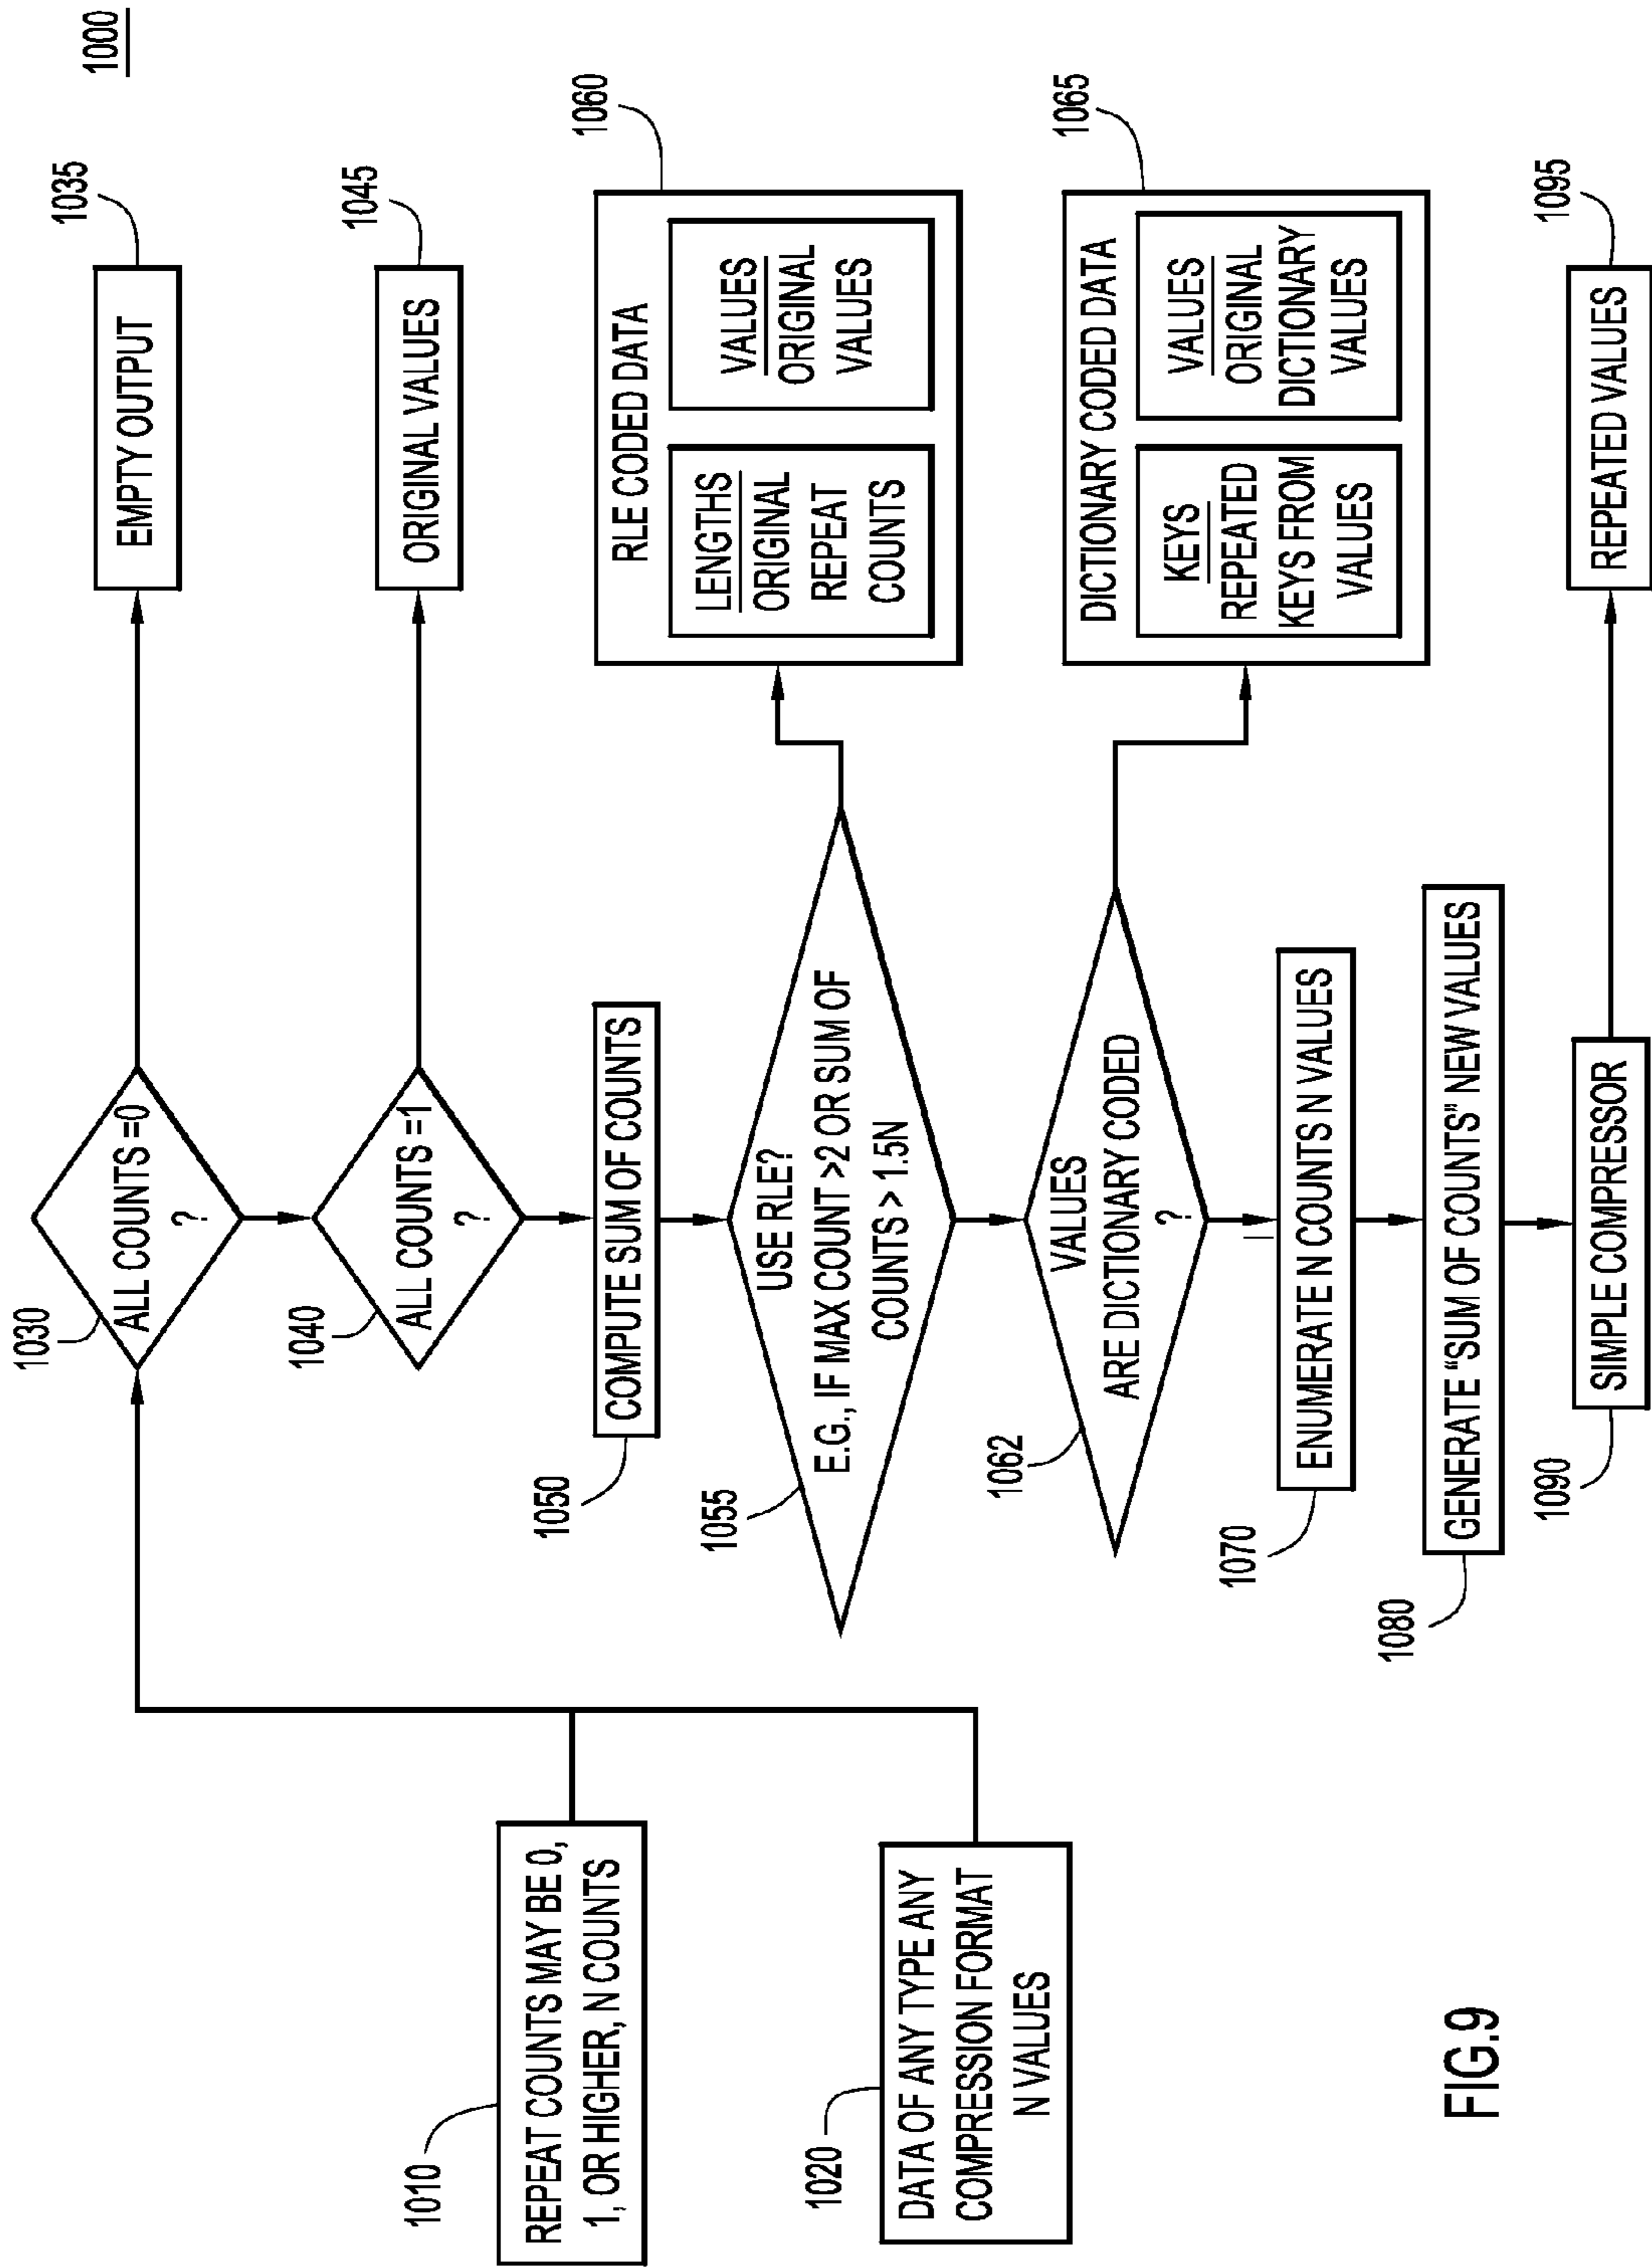 1000
1010
REPEAT COUNTS MAY BE 0,
1, OR HIGHER, N COUNTS
1020
DATA OF ANY TYPE ANY
COMPRESSION FORMAT
N VALUES
1030
ALL COUNTS =0
?
1035
EMPTY OUTPUT
1040
ALL COUNTS =1
?
1045
ORIGINAL VALUES
1050
COMPUTE SUM OF COUNTS
1055
USE RLE?
E.G., IF MAX COUNT >2 OR SUM OF
COUNTS > 1.5N
1060
RLE CODED DATA
LENGTHS
ORIGINAL
REPEAT
COUNTS
VALUES
ORIGINAL
VALUES
1062
VALUES
ARE DICTIONARY CODED
?
1065
DICTIONARY CODED DATA
KEYS
REPEATED
KEYS FROM
VALUES
VALUES
ORIGINAL
DICTIONARY
VALUES
1070
ENUMERATE N COUNTS N VALUES
1080
GENERATE “SUM OF COUNTS” NEW VALUES
1090
SIMPLE COMPRESSOR
1095
REPEATED VALUES
FIG.9